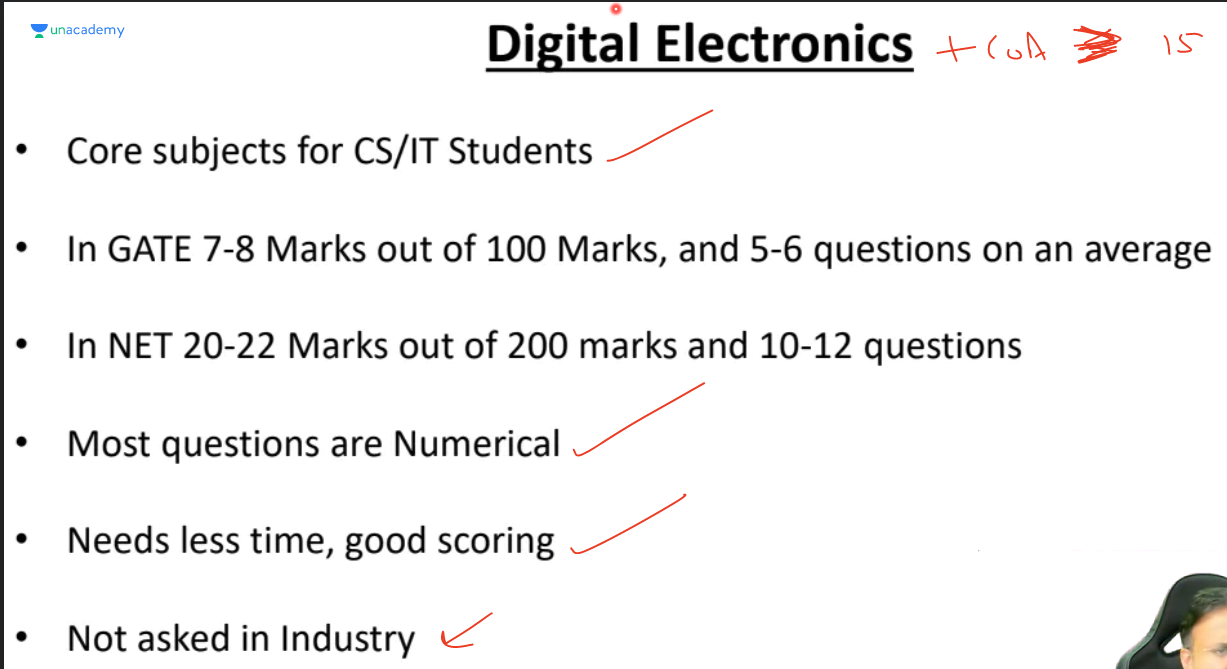 unacademy
Digital Electronics + COA 15
• Core subjects for CS/IT Students
• In GATE 7-8 Marks out of 100 Marks, and 5-6 questions on an average
• In NET 20-22 Marks out of 200 marks and 10-12 questions
• Most questions are Numerical
• Needs less time, good scoring
• Not asked in Industry